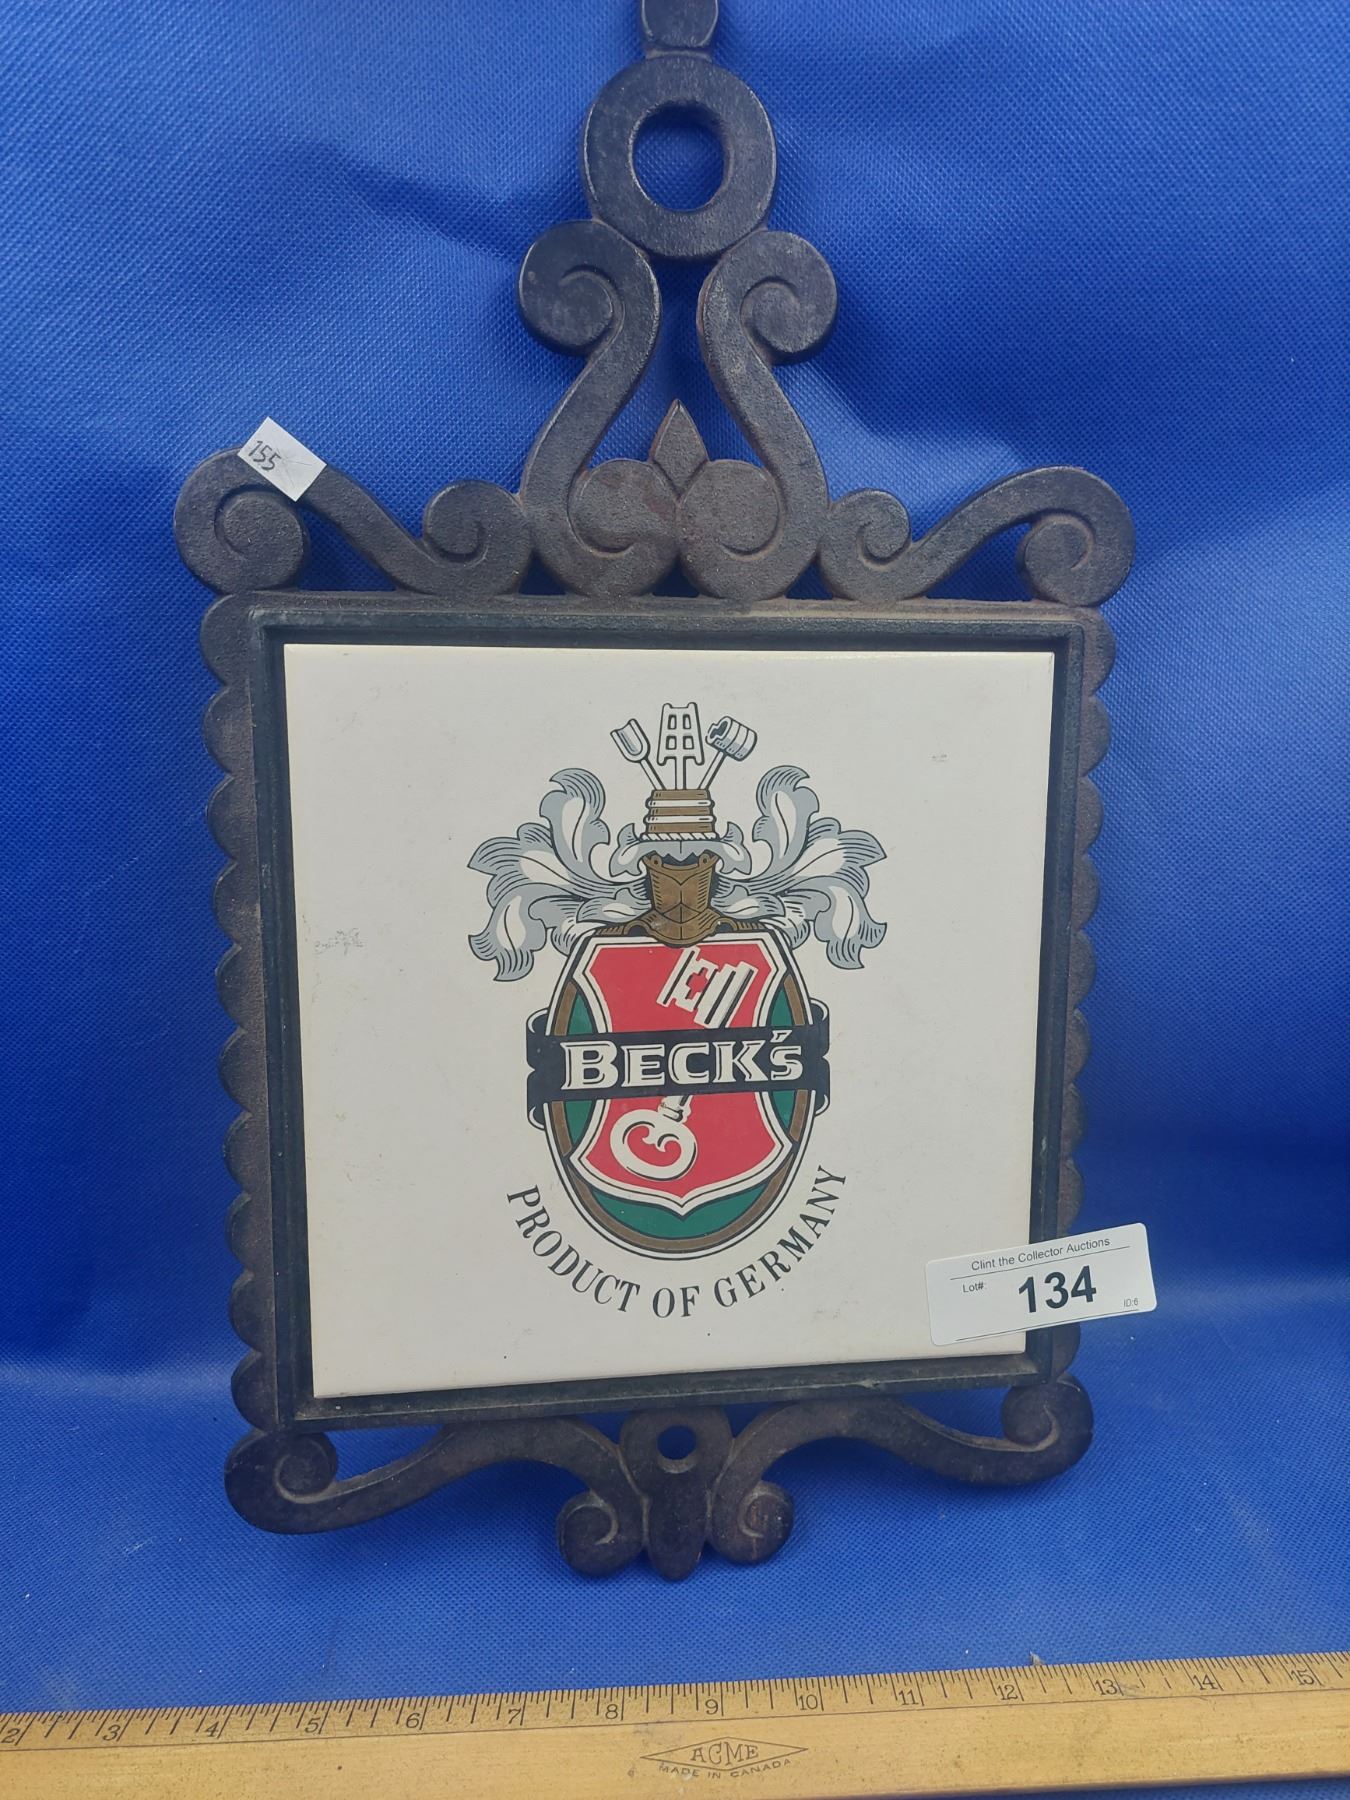 155
BECK's
PRODUCT OF GERMANY
Clint the Collector Auctions
Lot#: 134
ID:6
2 3 4 5 6 7 8 9 10 11 12 13 14 15
ACME
MADE IN CANADA